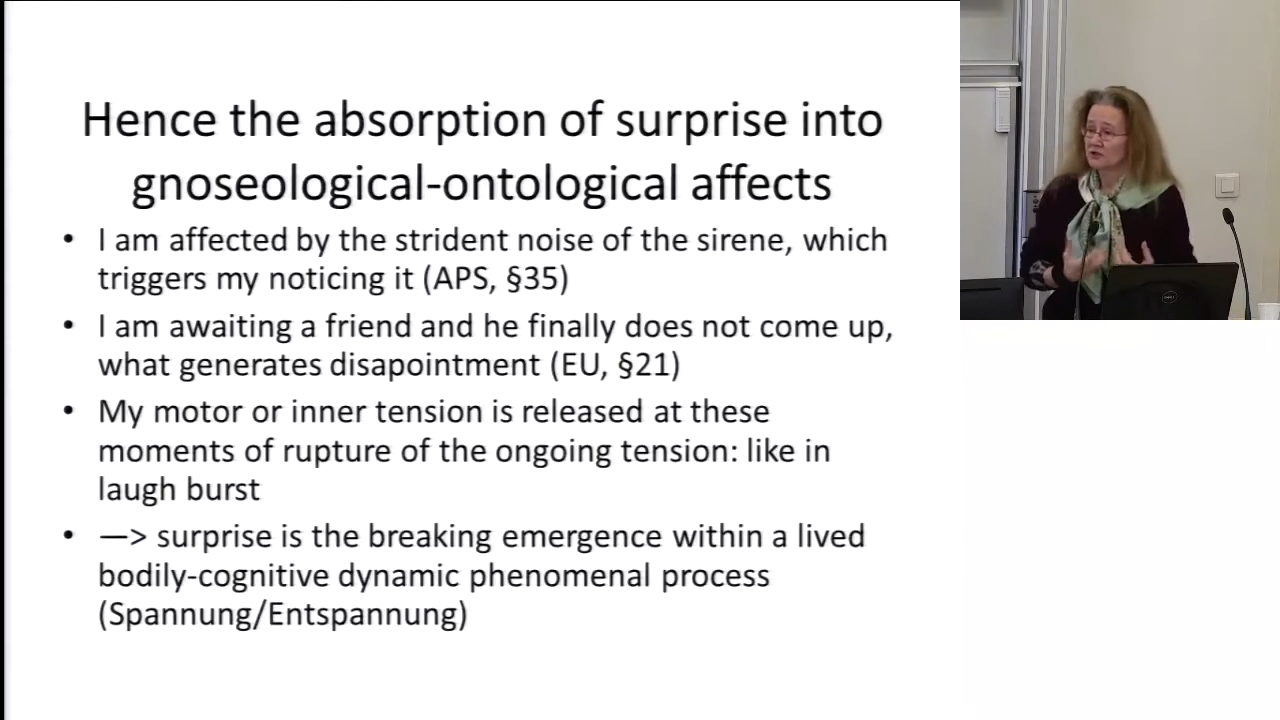 Hence the absorption of surprise into
gnoseological-ontological affects
• I am affected by the strident noise of the sirene, which
triggers my noticing it (APS, §35)
• I am awaiting a friend and he finally does not come up,
what generates disapointment (EU, §21)
• My motor or inner tension is released at these
moments of rupture of the ongoing tension: like in
laugh burst
• —> surprise is the breaking emergence within a lived
bodily-cognitive dynamic phenomenal process
(Spannung/Entspannung)